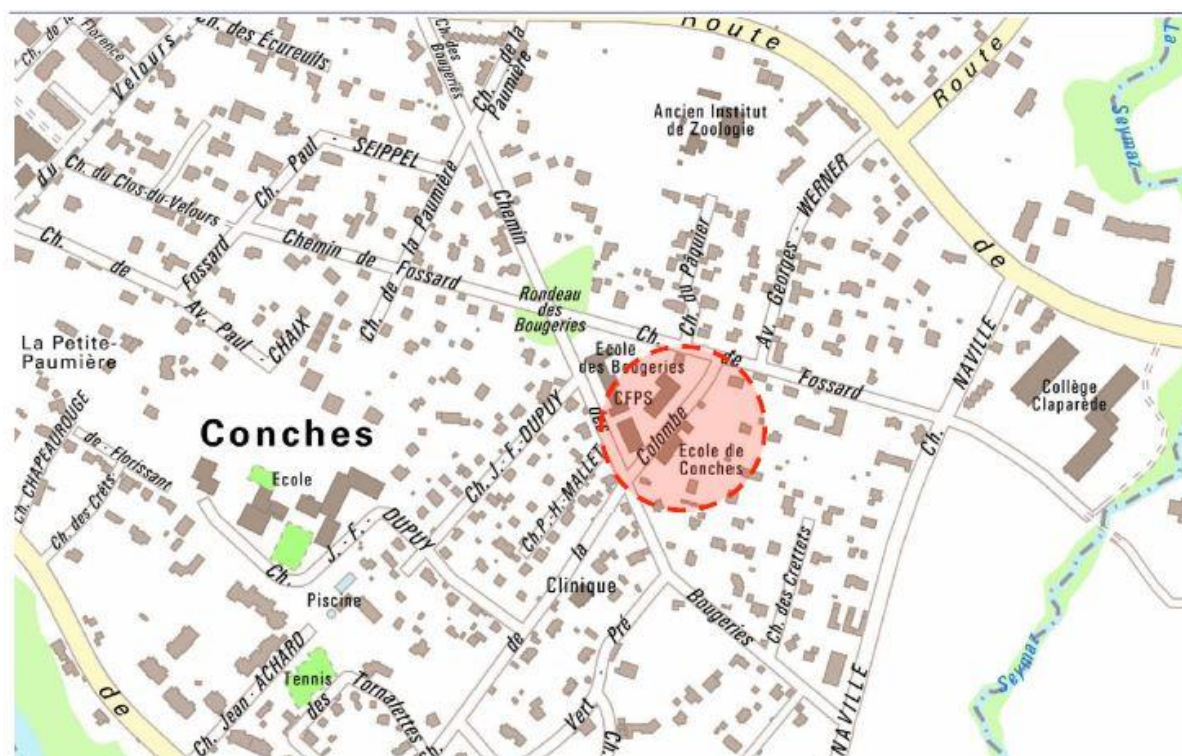 Ch. de la
Florence
Velours
du
Ch. des Écureuils
Ch. des
Bougeries
Ch. de la
Paumière
Route
de
Route
La
Seymaz
Ancien Institut
de Zoologie
Ch. Paul - SEIPPEL
Ch. du Clos-du-Velours
Ch. de la Paumière
Chemin
des
Bougeries
Ch. du Pâquier
Av. Georges - WERNER
Ch. de
Fossard
Chemin de Fossard
Av. Paul - CHAIX
Rondeau
des
Bougeries
La Petite-
Paumière
Ecole
des Bougeries
Ch. de Fossard
CFPS
Ecole de
Conches
Ch. NAVILLE
Collège
Claparède
Ch. CHAPEAUROUGE
de - Florissant
Ch. des Crêts
Conches
Ecole
Ch. J. - F. - DUPUY
Ch. J. - F. - DUPUY
Ch. P. - H. - MALLET
Ch. de la Colombe
Clinique
Piscine
Ch. des Crettets
Pré
Vert
Ch. Jean - ACHARD
Tennis
des Tornalettes
Ch.
NAVILLE
Seymaz
de